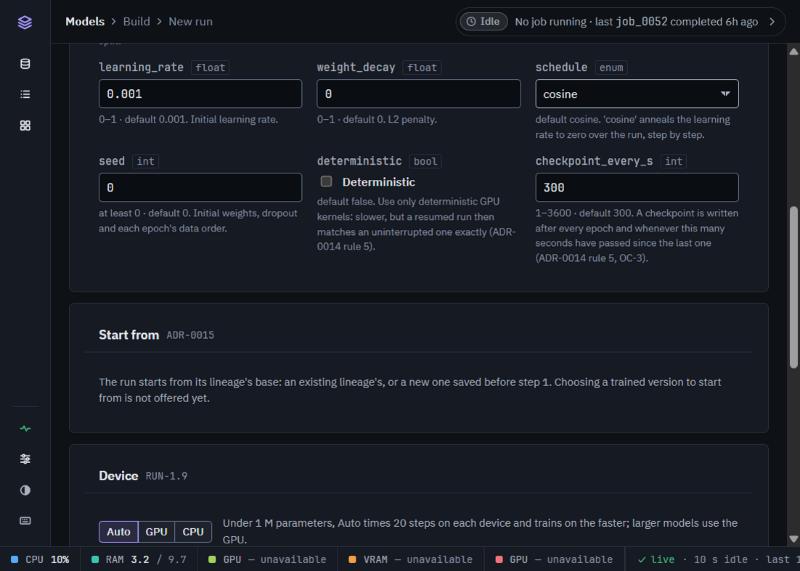 Models > Build > New run
Idle No job running · last job_0052 completed 6h ago
learning_rate float
0.001
0–1 · default 0.001. Initial learning rate.
weight_decay float
0
0–1 · default 0. L2 penalty.
schedule enum
cosine
default cosine. 'cosine' anneals the learning
rate to zero over the run, step by step.
seed int
0
at least 0 · default 0. Initial weights, dropout
and each epoch's data order.
deterministic bool
Deterministic
default false. Use only deterministic GPU
kernels: slower, but a resumed run then
matches an uninterrupted one exactly (ADR-
0014 rule 5).
checkpoint_every_s int
300
1–3600 · default 300. A checkpoint is written
after every epoch and whenever this many
seconds have passed since the last one
(ADR-0014 rule 5, OC-3).
Start from ADR-0015
The run starts from its lineage's base: an existing lineage's, or a new one saved before step 1. Choosing a trained version to start
from is not offered yet.
Device RUN-1.9
Auto GPU CPU
Under 1 M parameters, Auto times 20 steps on each device and trains on the faster; larger models use the
GPU.
CPU 10% RAM 3.2 / 9.7 GPU — unavailable VRAM — unavailable GPU — unavailable ✓ live · 10 s idle · last